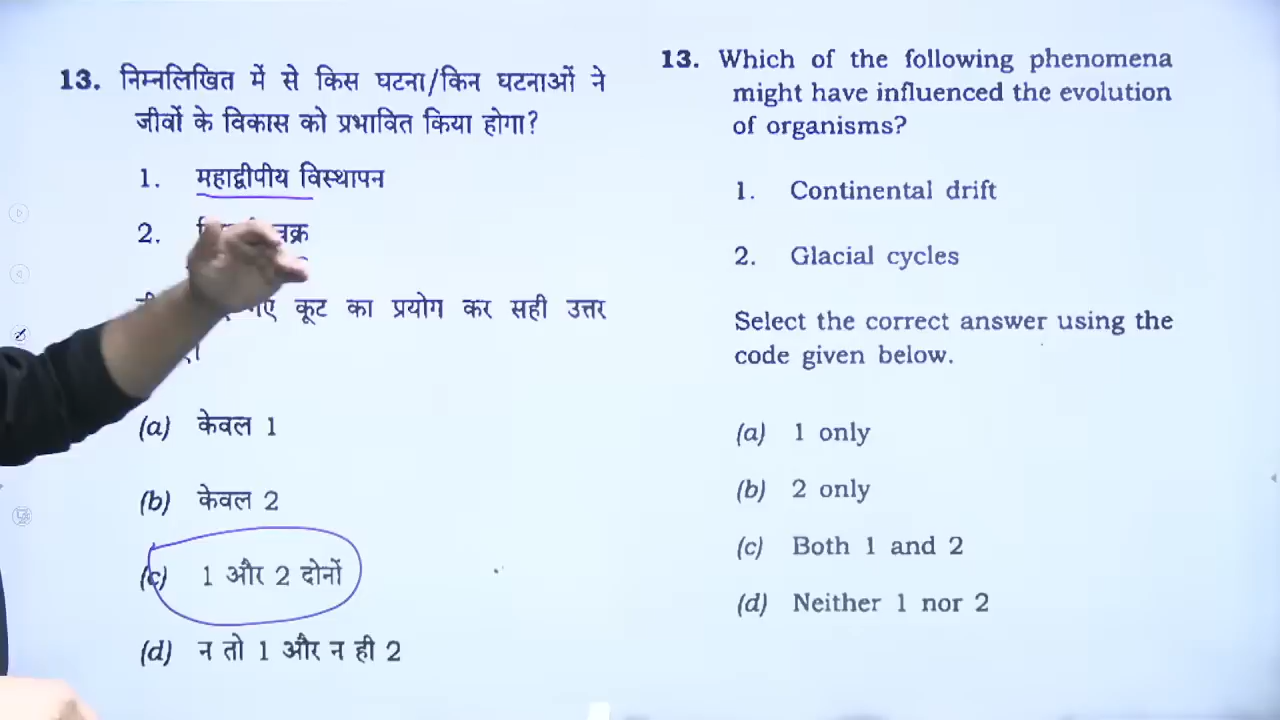 13. निम्नलिखित में से किस घटना/किन घटनाओं ने
जीवों के विकास को प्रभावित किया होगा?
1. महाद्वीपीय विस्थापन
2.
कूट का प्रयोग कर सही उत्तर
(a) केवल 1
(b) केवल 2
(c) 1 और 2 दोनों
(d) न तो 1 और न ही 2
13. Which of the following phenomena
might have influenced the evolution
of organisms?
1. Continental drift
2. Glacial cycles
Select the correct answer using the
code given below.
(a) 1 only
(b) 2 only
(c) Both 1 and 2
(d) Neither 1 nor 2